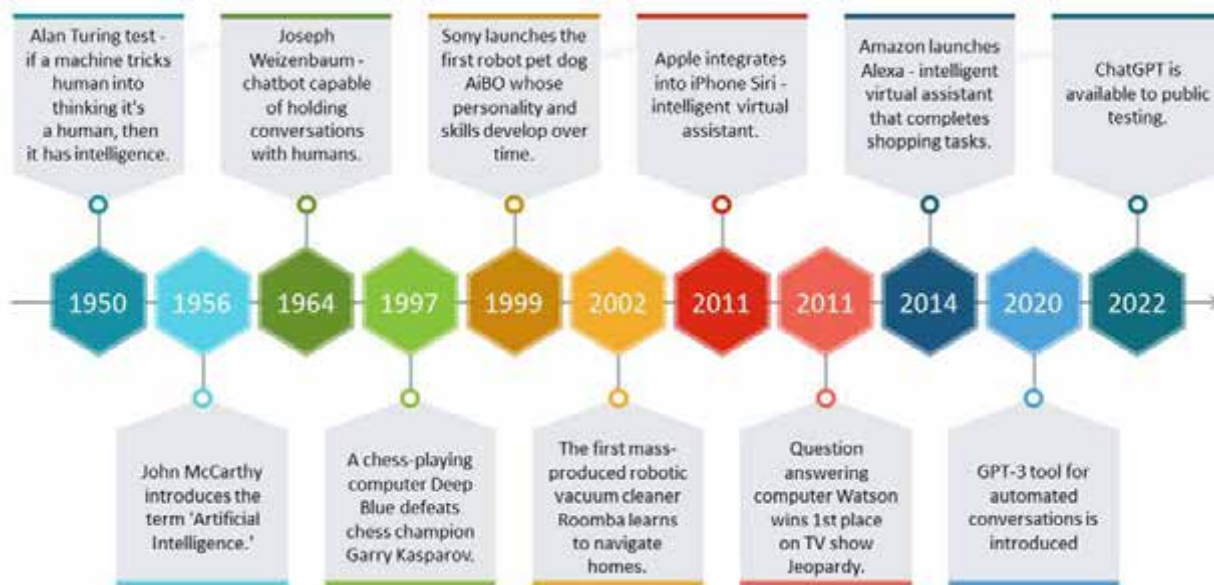 Alan Turing test -
if a machine tricks
human into
thinking it's
a human, then
it has intelligence.
Joseph
Weizenbaum -
chatbot capable
of holding
conversations
with humans.
Sony launches the
first robot pet dog
AiBO whose
personality and
skills develop over
time.
Apple integrates
into iPhone Siri -
intelligent virtual
assistant.
Amazon launches
Alexa - intelligent
virtual assistant
that completes
shopping tasks.
ChatGPT is
available to public
testing.
1950
1956
1964
1997
1999
2002
2011
2011
2014
2020
2022
John McCarthy
introduces the
term 'Artificial
Intelligence.'
A chess-playing
computer Deep
Blue defeats
chess champion
Garry Kasparov.
The first mass-
produced robotic
vacuum cleaner
Roomba learns
to navigate
homes.
Question
answering
computer Watson
wins 1st place
on TV show
Jeopardy.
GPT-3 tool for
automated
conversations is
introduced